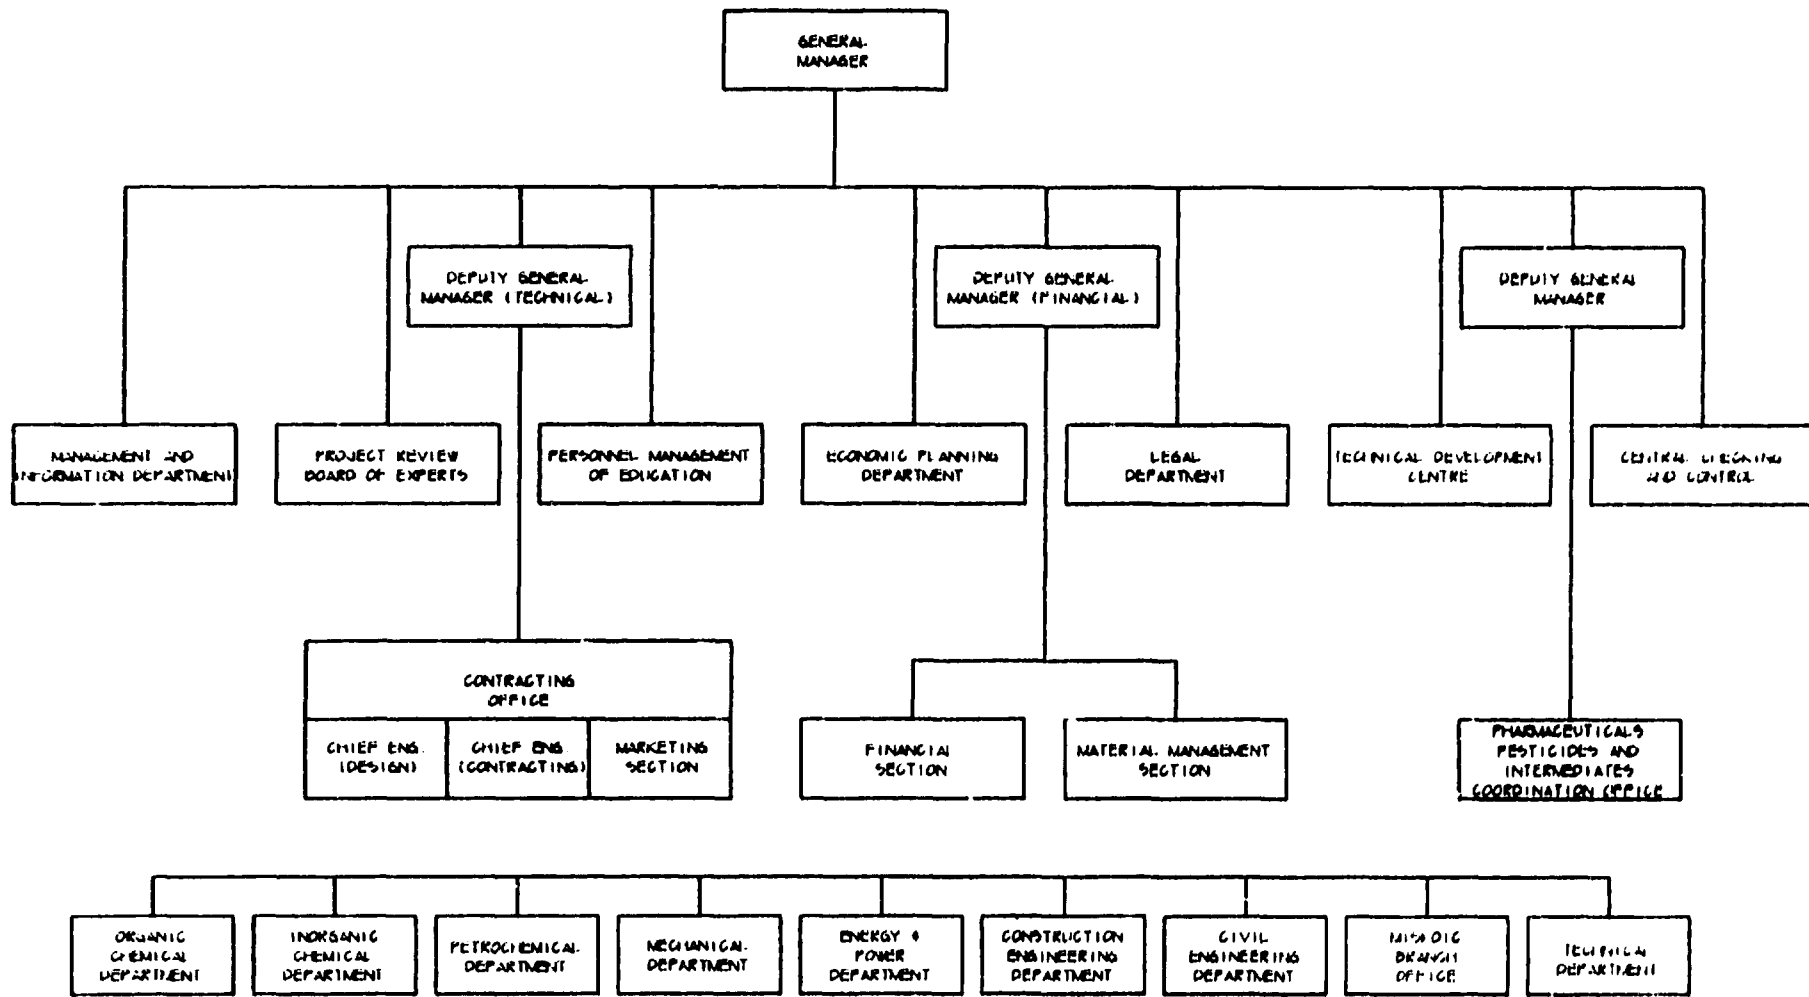 GENERAL
MANAGER
DEPUTY GENERAL
MANAGER (TECHNICAL)
DEPUTY GENERAL
MANAGER (FINANCIAL)
DEPUTY GENERAL
MANAGER
MANAGEMENT AND
INFORMATION DEPARTMENT
PROJECT REVIEW
BOARD OF EXPERTS
PERSONNEL MANAGEMENT
OF EDUCATION
ECONOMIC PLANNING
DEPARTMENT
LEGAL
DEPARTMENT
TECHNICAL DEVELOPMENT
CENTRE
CENTRAL CHECKING
AND CONTROL
CONTRACTING
OFFICE
CHIEF ENG.
(DESIGN)
CHIEF ENG.
(CONTRACTING)
MARKETING
SECTION
FINANCIAL
SECTION
MATERIAL MANAGEMENT
SECTION
PHARMACEUTICALS
PESTICIDES AND
INTERMEDIATES
COORDINATION OFFICE
ORGANIC
CHEMICAL
DEPARTMENT
INORGANIC
CHEMICAL
DEPARTMENT
PETROCHEMICAL
DEPARTMENT
MECHANICAL
DEPARTMENT
ENERGY &
POWER
DEPARTMENT
CONSTRUCTION
ENGINEERING
DEPARTMENT
CIVIL
ENGINEERING
DEPARTMENT
BRANCH
OFFICE
TECHNICAL
DEPARTMENT